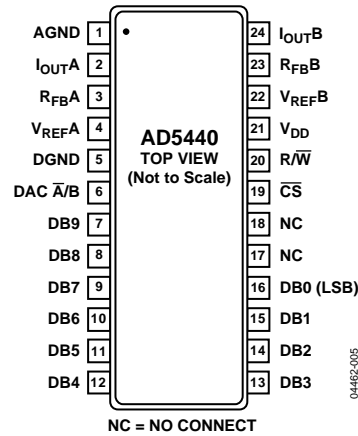 AGND 1 24 IOUTB
IOUTA 2 23 RFBB
RFBA 3 22 VREFB
VREFA 4 21 VDD
DGND 5 20 R/W̅
DAC A̅/B 6 19 C̅S̅
DB9 7 18 NC
DB8 8 17 NC
DB7 9 16 DB0 (LSB)
DB6 10 15 DB1
DB5 11 14 DB2
DB4 12 13 DB3
AD5440
TOP VIEW
(Not to Scale)
NC = NO CONNECT
04462-005